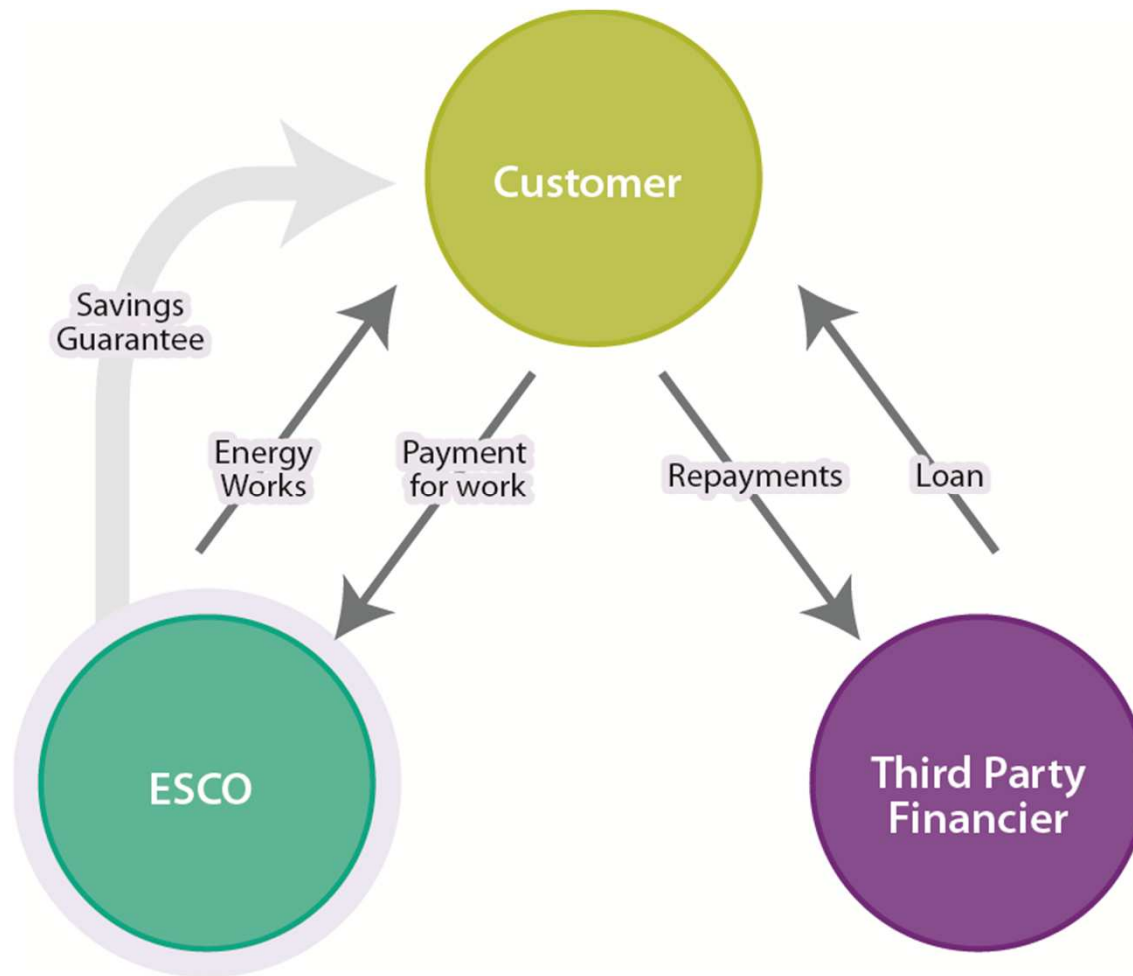 Customer
Savings
Guarantee
Energy
Works
Payment
for work
Repayments
Loan
ESCO
Third Party
Financier